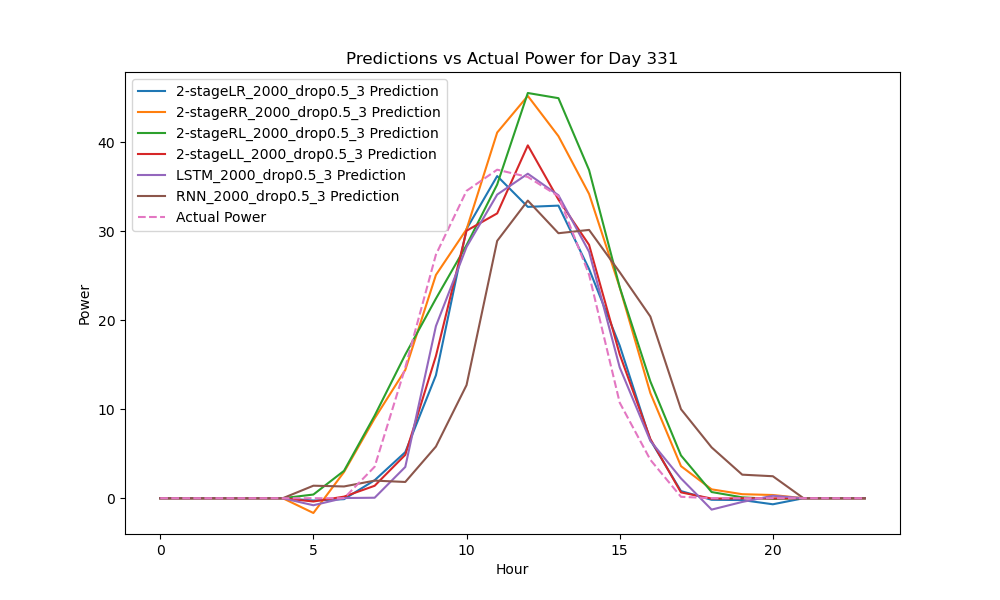 Predictions vs Actual Power for Day 331
2-stageLR_2000_drop0.5_3 Prediction
2-stageRR_2000_drop0.5_3 Prediction
2-stageRL_2000_drop0.5_3 Prediction
2-stageLL_2000_drop0.5_3 Prediction
LSTM_2000_drop0.5_3 Prediction
RNN_2000_drop0.5_3 Prediction
Actual Power
Power
40
30
20
10
0
0 5 10 15 20
Hour